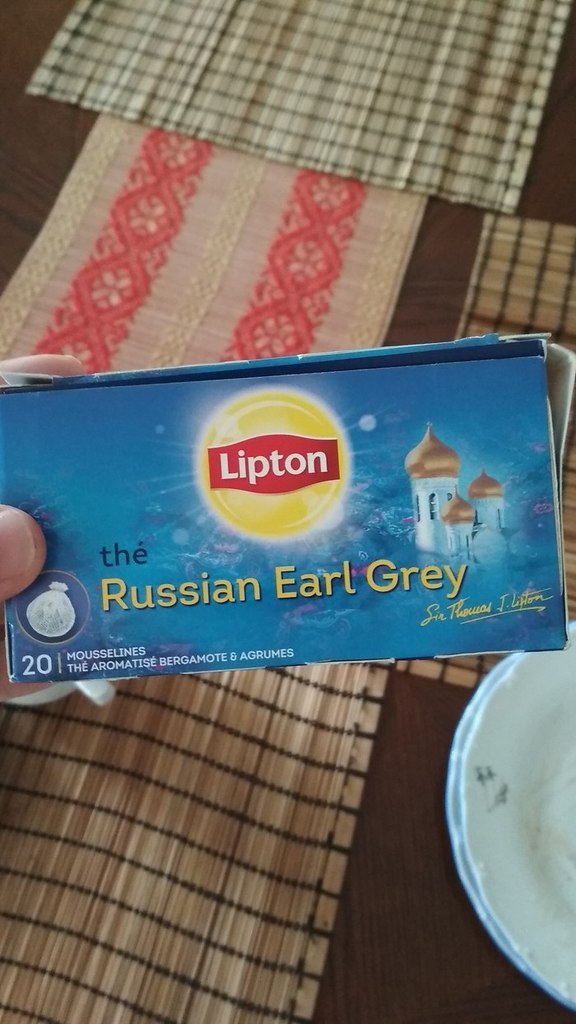 Lipton
thé
Russian Earl Grey
Sir Thomas J. Lipton
20 | MOUSSELINES
THÉ AROMATISÉ BERGAMOTE & AGRUMES